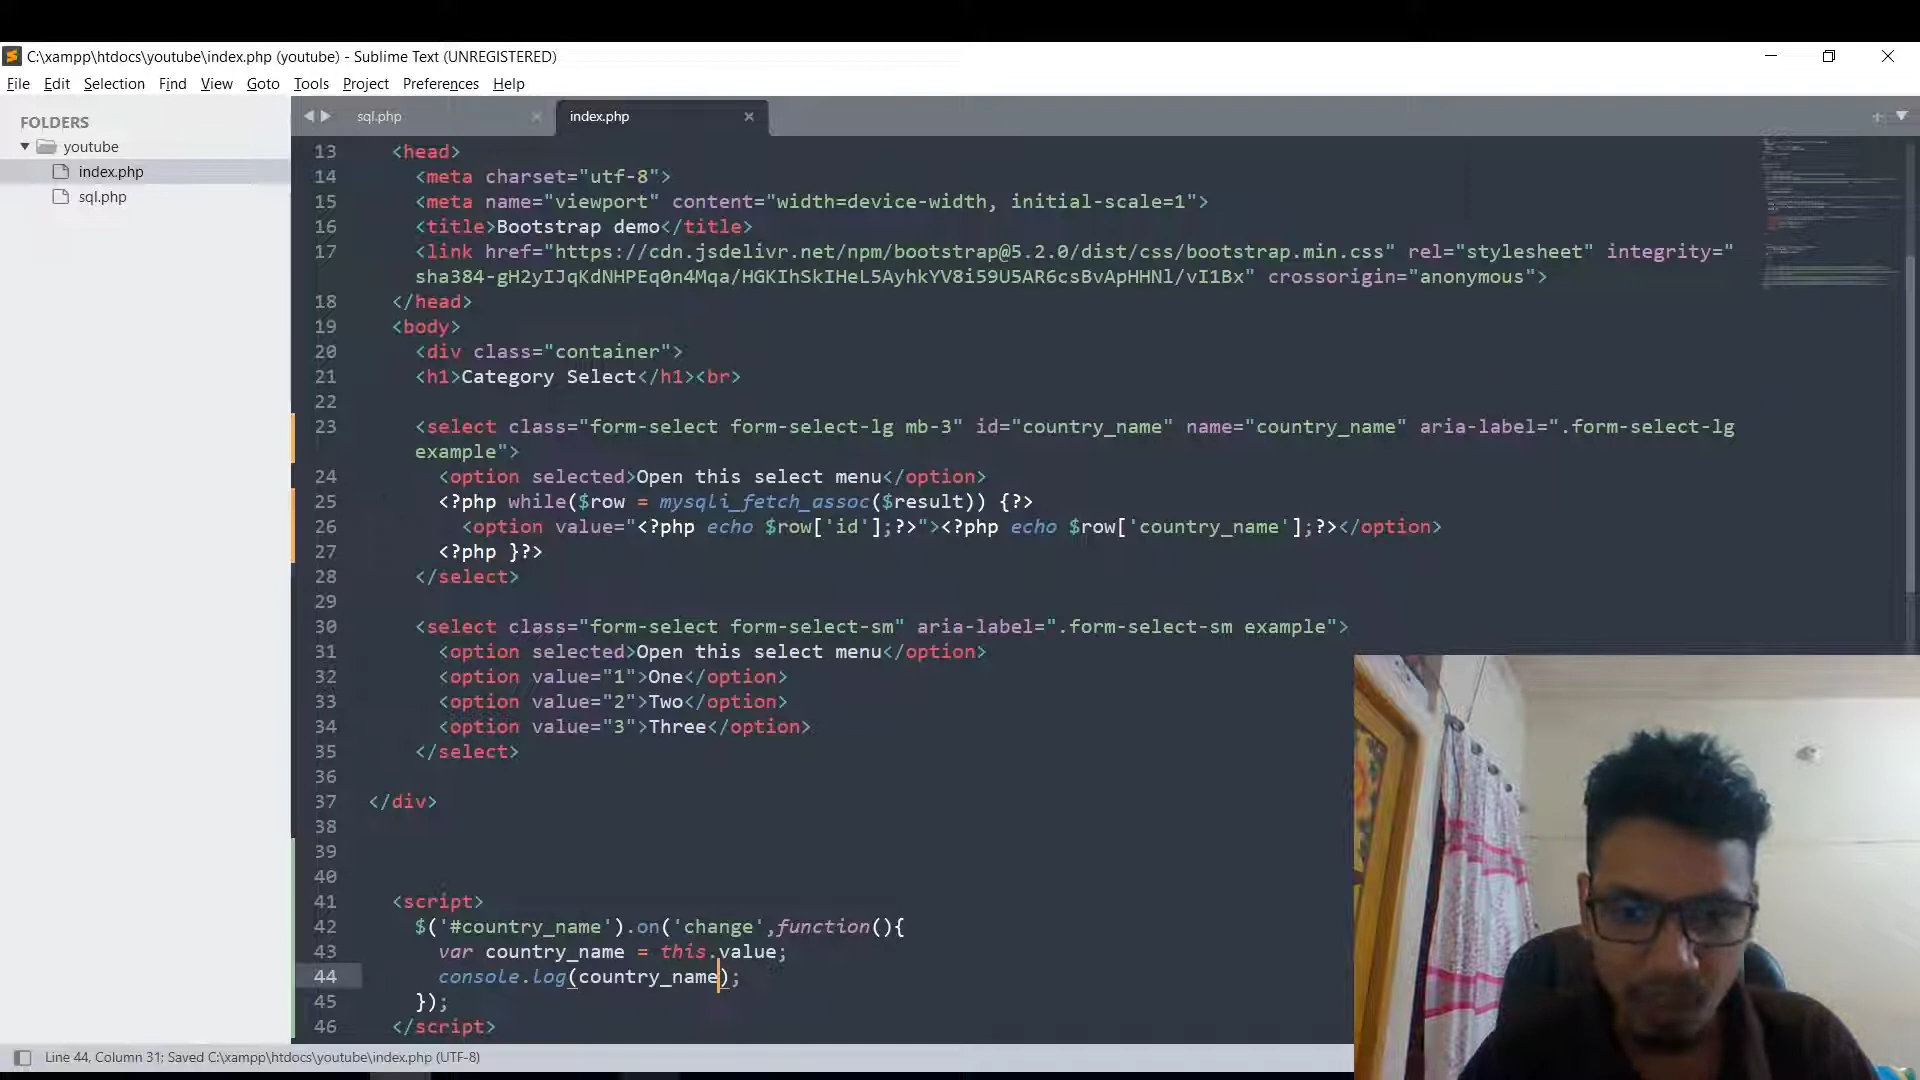 C:\xampp\htdocs\youtube\index.php (youtube) - Sublime Text (UNREGISTERED)
File Edit Selection Find View Goto Tools Project Preferences Help
FOLDERS
youtube
index.php
sql.php
sql.php
index.php
13 <head>
14 <meta charset="utf-8">
15 <meta name="viewport" content="width=device-width, initial-scale=1">
16 <title>Bootstrap demo</title>
17 <link href="https://cdn.jsdelivr.net/npm/bootstrap@5.2.0/dist/css/bootstrap.min.css" rel="stylesheet" integrity="
sha384-gH2yIJqKdNHPEq0n4Mqa/HGKIhSkIHeL5AyhkYV8i59U5AR6csBvApHHNl/vI1Bx" crossorigin="anonymous">
18 </head>
19 <body>
20 <div class="container">
21 <h1>Category Select</h1><br>
22
23 <select class="form-select form-select-lg mb-3" id="country_name" name="country_name" aria-label=".form-select-lg
example">
24 <option selected>Open this select menu</option>
25 <?php while($row = mysqli_fetch_assoc($result)) {?>
26 <option value="<?php echo $row['id'];?>"><?php echo $row['country_name'];?></option>
27 <?php }?>
28 </select>
29
30 <select class="form-select form-select-sm" aria-label=".form-select-sm example">
31 <option selected>Open this select menu</option>
32 <option value="1">One</option>
33 <option value="2">Two</option>
34 <option value="3">Three</option>
35 </select>
36
37 </div>
38
39
40
41 <script>
42 $('#country_name').on('change',function(){
43 var country_name = this.value;
44 console.log(country_name);
45 });
46 </script>
Line 44, Column 31; Saved C:\xampp\htdocs\youtube\index.php (UTF-8)